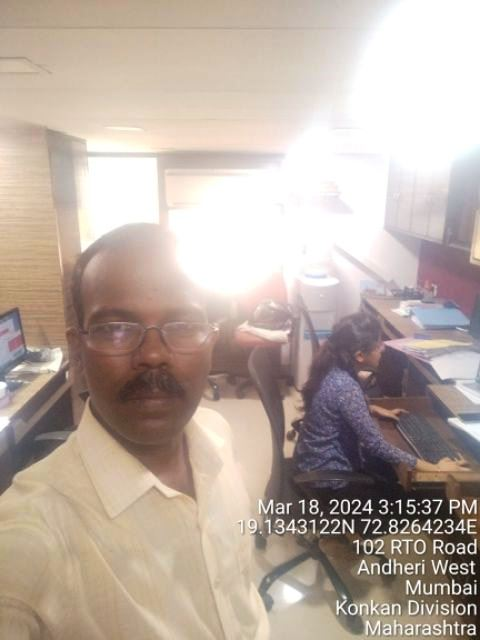 Mar 18, 2024 3:15:37 PM
19.1343122N 72.8264234E
102 RTO Road
Andheri West
Mumbai
Konkan Division
Maharashtra